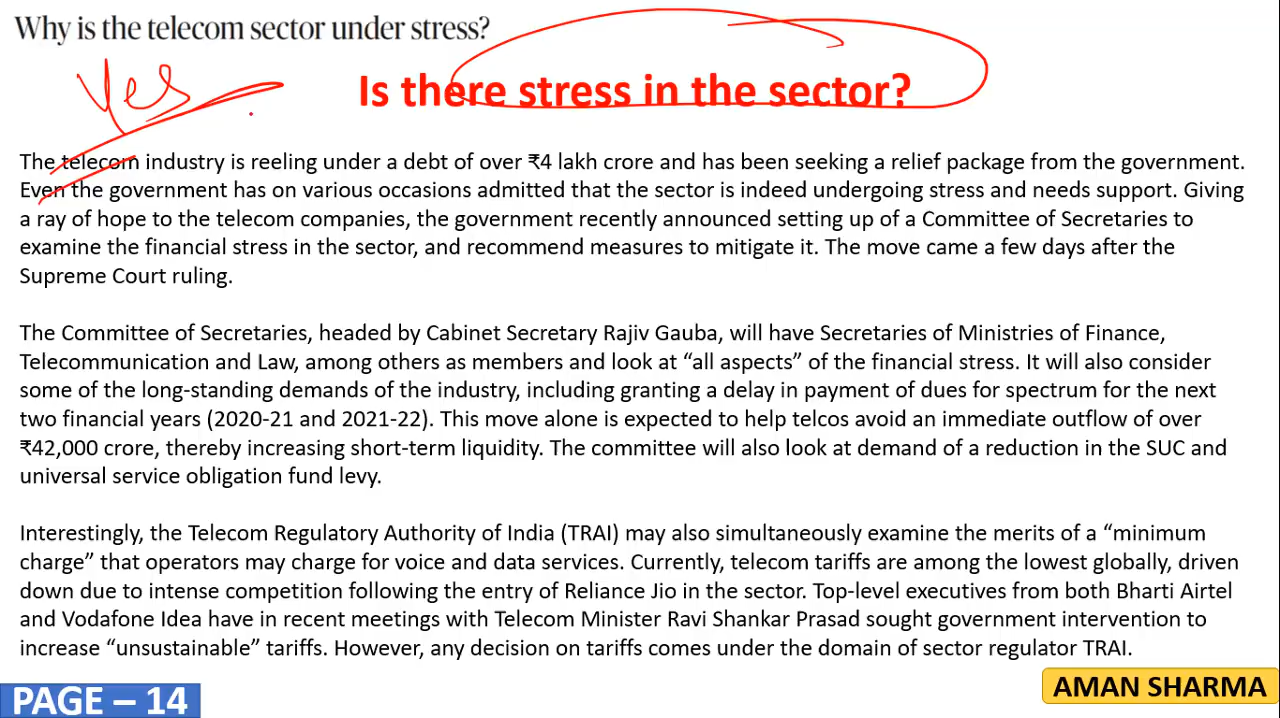 Why is the telecom sector under stress?
Yes
Is there stress in the sector?
The telecom industry is reeling under a debt of over ₹4 lakh crore and has been seeking a relief package from the government.
Even the government has on various occasions admitted that the sector is indeed undergoing stress and needs support. Giving
a ray of hope to the telecom companies, the government recently announced setting up of a Committee of Secretaries to
examine the financial stress in the sector, and recommend measures to mitigate it. The move came a few days after the
Supreme Court ruling.
The Committee of Secretaries, headed by Cabinet Secretary Rajiv Gauba, will have Secretaries of Ministries of Finance,
Telecommunication and Law, among others as members and look at “all aspects” of the financial stress. It will also consider
some of the long-standing demands of the industry, including granting a delay in payment of dues for spectrum for the next
two financial years (2020-21 and 2021-22). This move alone is expected to help telcos avoid an immediate outflow of over
₹42,000 crore, thereby increasing short-term liquidity. The committee will also look at demand of a reduction in the SUC and
universal service obligation fund levy.
Interestingly, the Telecom Regulatory Authority of India (TRAI) may also simultaneously examine the merits of a “minimum
charge” that operators may charge for voice and data services. Currently, telecom tariffs are among the lowest globally, driven
down due to intense competition following the entry of Reliance Jio in the sector. Top-level executives from both Bharti Airtel
and Vodafone Idea have in recent meetings with Telecom Minister Ravi Shankar Prasad sought government intervention to
increase “unsustainable” tariffs. However, any decision on tariffs comes under the domain of sector regulator TRAI.
PAGE – 14
AMAN SHARMA